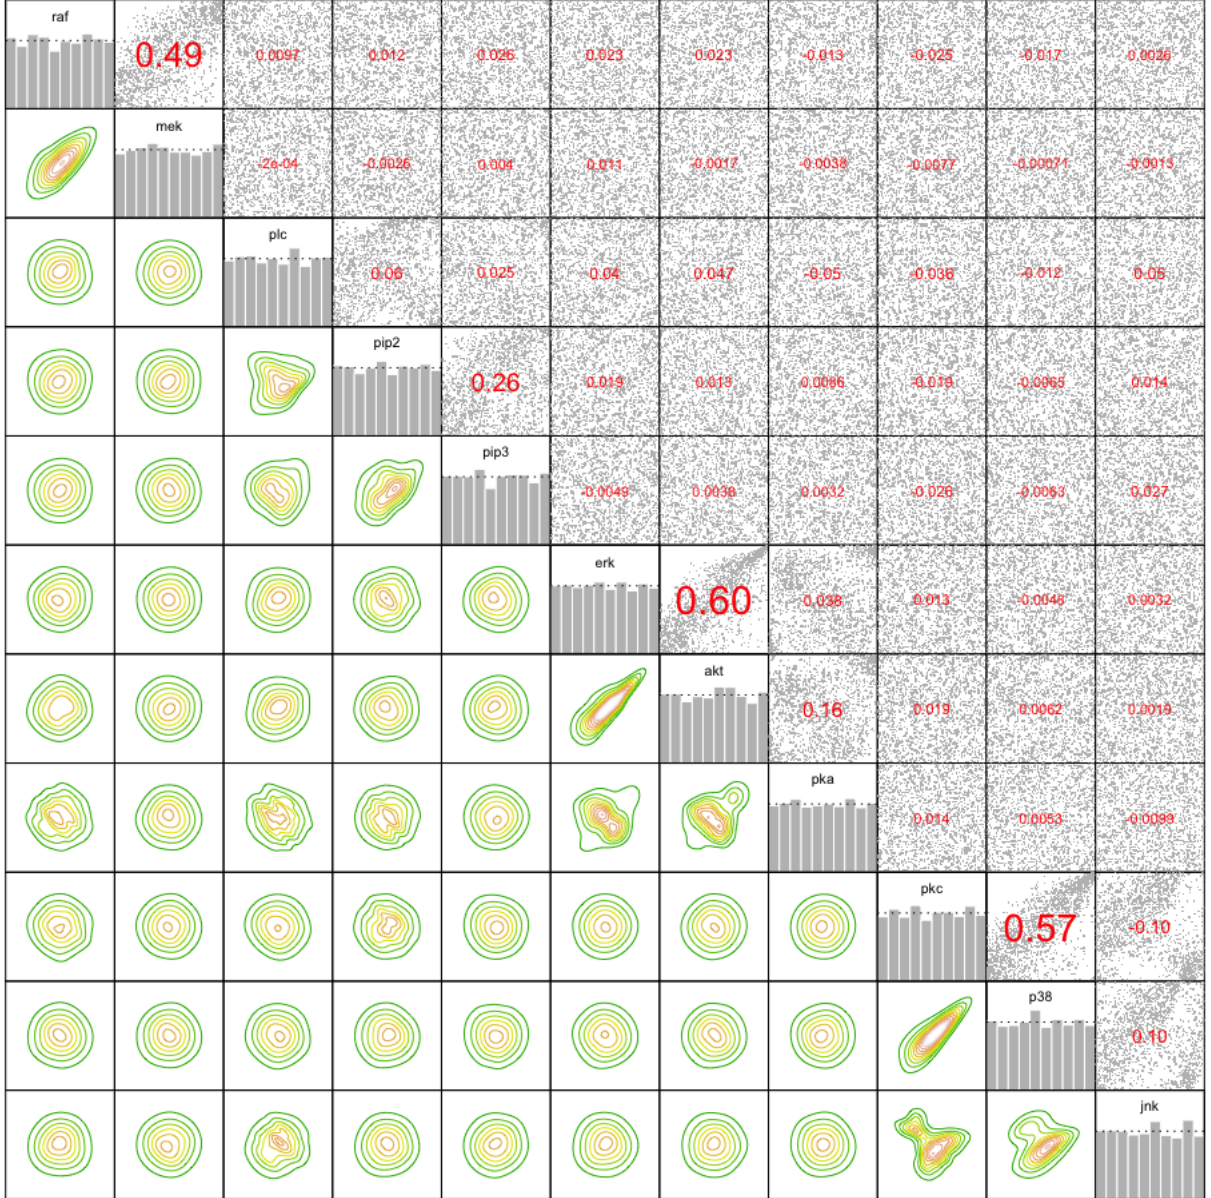 raf
0.49 0.0097 0.012 0.026 0.023 0.023 -0.013 -0.025 -0.017 0.0026
mek
-2e-04 -0.0026 0.004 0.011 -0.0017 -0.0038 -0.0077 -0.00071 -0.0013
plc
0.06 0.025 0.04 0.047 -0.05 -0.036 -0.012 0.05
pip2
0.26 0.019 0.013 0.0086 -0.019 -0.0065 0.014
pip3
-0.0049 0.0038 0.0032 -0.026 -0.0063 0.027
erk
0.60 0.038 0.013 -0.0048 0.0032
akt
0.16 0.019 0.0062 0.0019
pka
0.014 0.0053 -0.0099
pkc
0.57 -0.10
p38
0.10
jnk